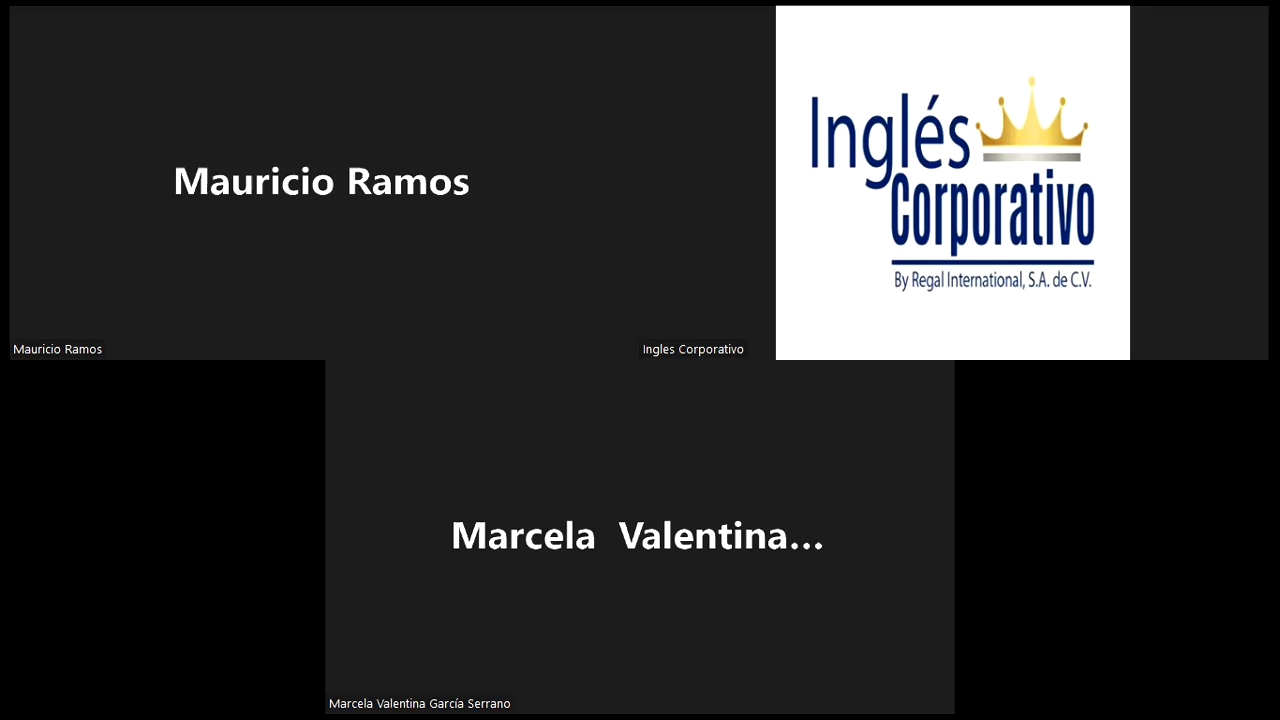 Mauricio Ramos
Mauricio Ramos
Inglés
Corporativo
By Regal International, S.A. de C.V.
Ingles Corporativo
Marcela Valentina...
Marcela Valentina García Serrano